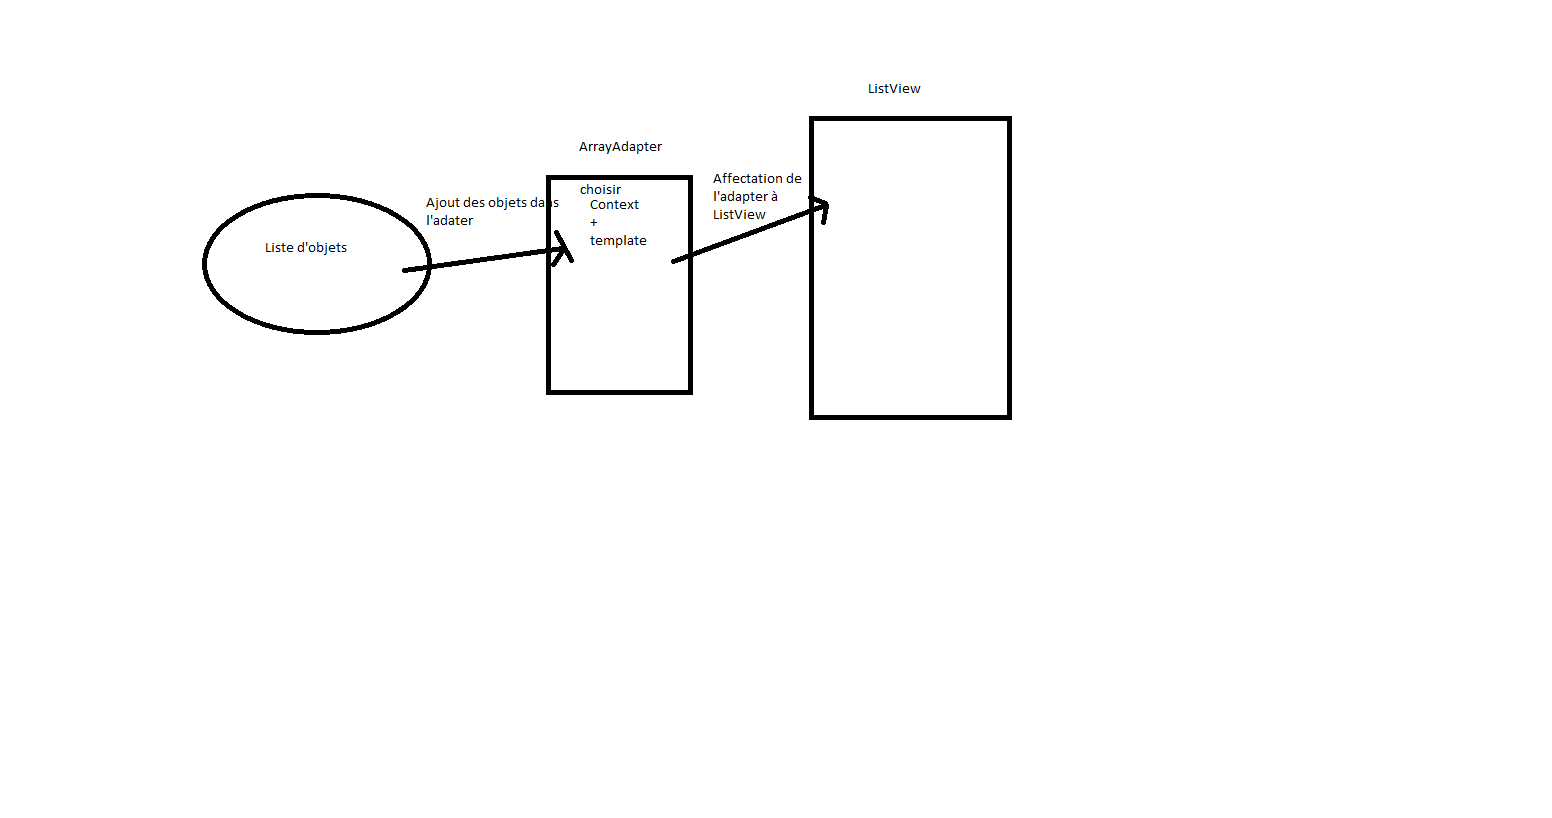 ListView
ArrayAdapter
Liste d'objets
Ajout des objets dans
l'adater
choisir
Context
+
template
Affectation de
l'adapter à
ListView